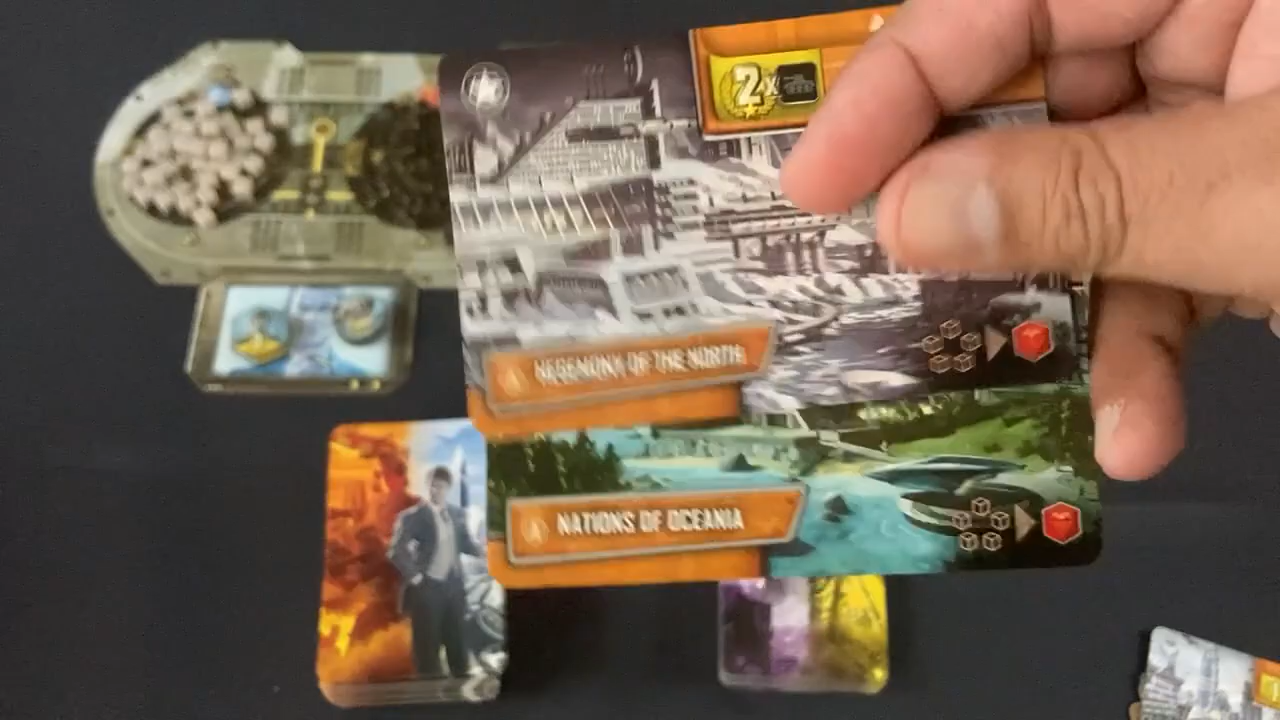 2x
HEGEMONY OF THE NORTH
A NATIONS OF OCEANIA